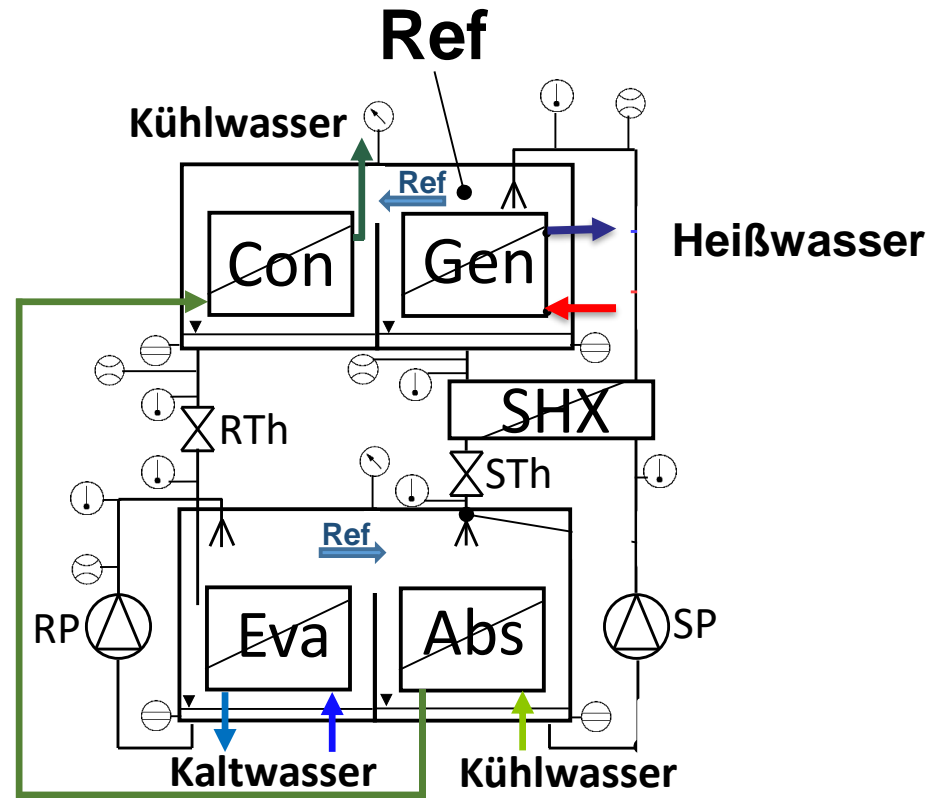 Ref
Kühlwasser
Ref
Con
Gen
Heißwasser
SHX
RTh
STh
Ref
RP
Eva
Abs
SP
Kaltwasser
Kühlwasser